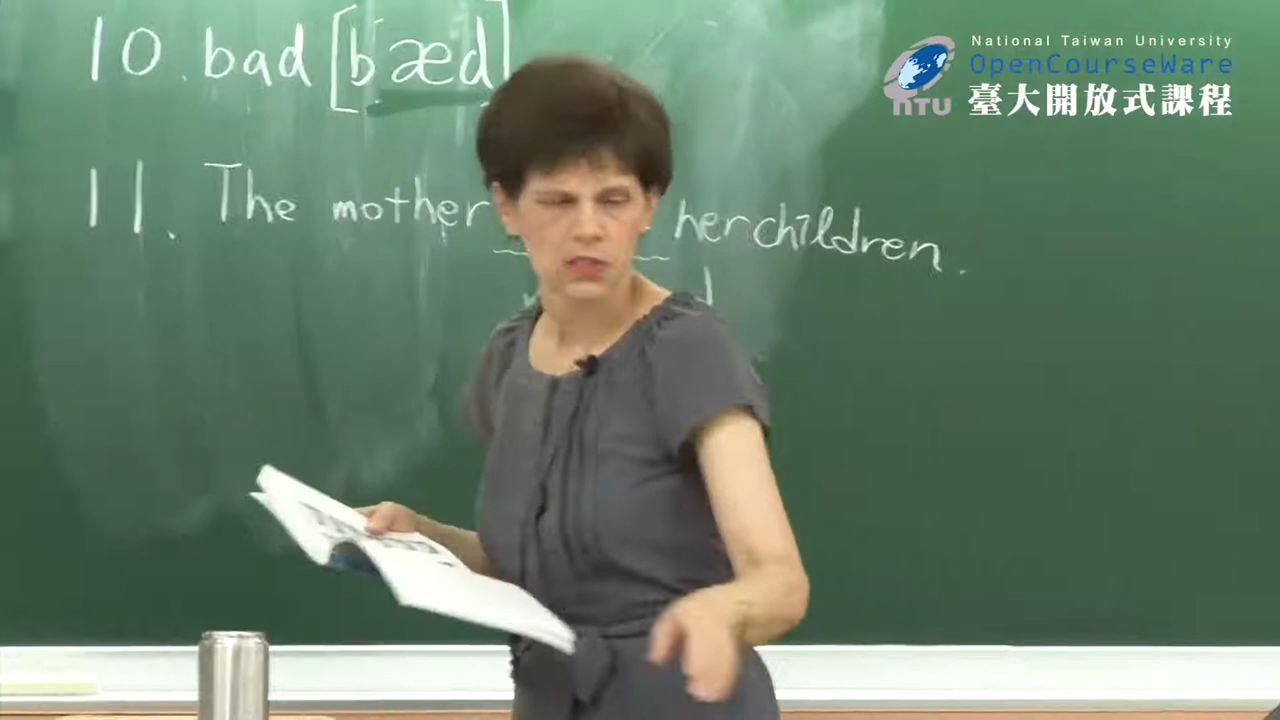 10. bad [bæd]
11. The mother her children.
National Taiwan University
OpenCourseWare
NTU 臺大開放式課程